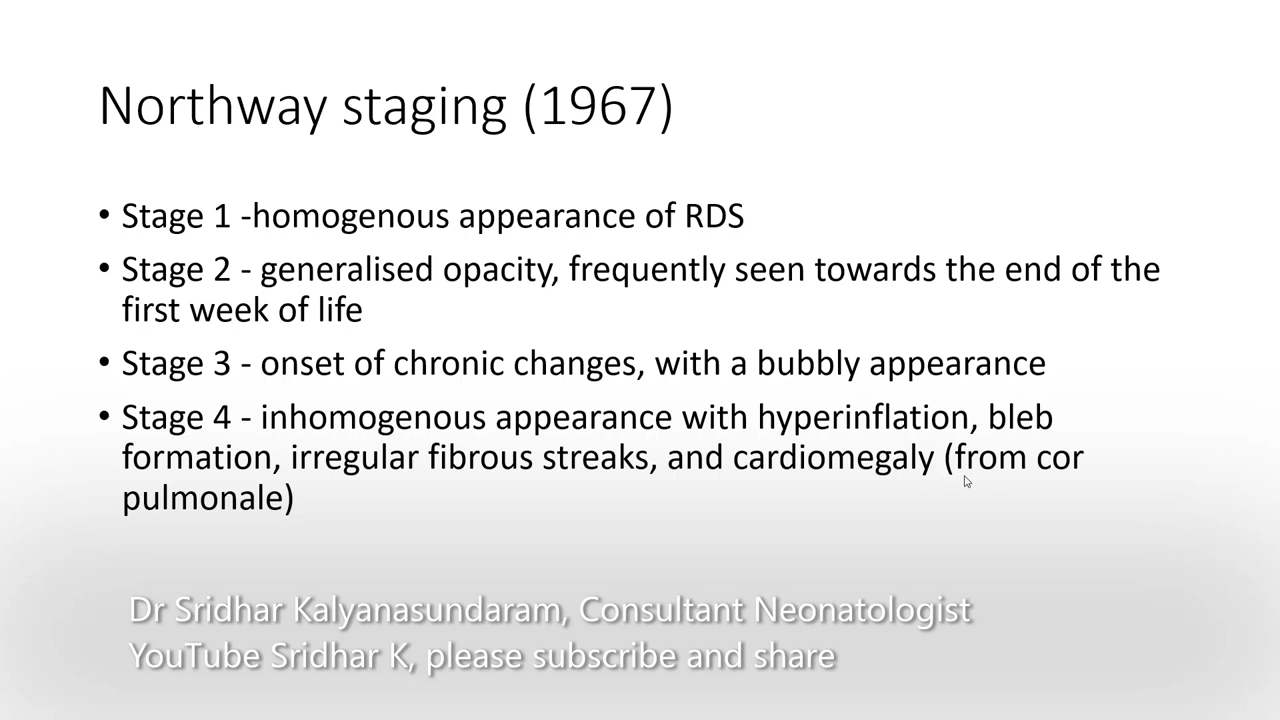 Northway staging (1967)
• Stage 1 -homogenous appearance of RDS
• Stage 2 - generalised opacity, frequently seen towards the end of the
first week of life
• Stage 3 - onset of chronic changes, with a bubbly appearance
• Stage 4 - inhomogenous appearance with hyperinflation, bleb
formation, irregular fibrous streaks, and cardiomegaly (from cor
pulmonale)
Dr Sridhar Kalyanasundaram, Consultant Neonatologist
YouTube Sridhar K, please subscribe and share